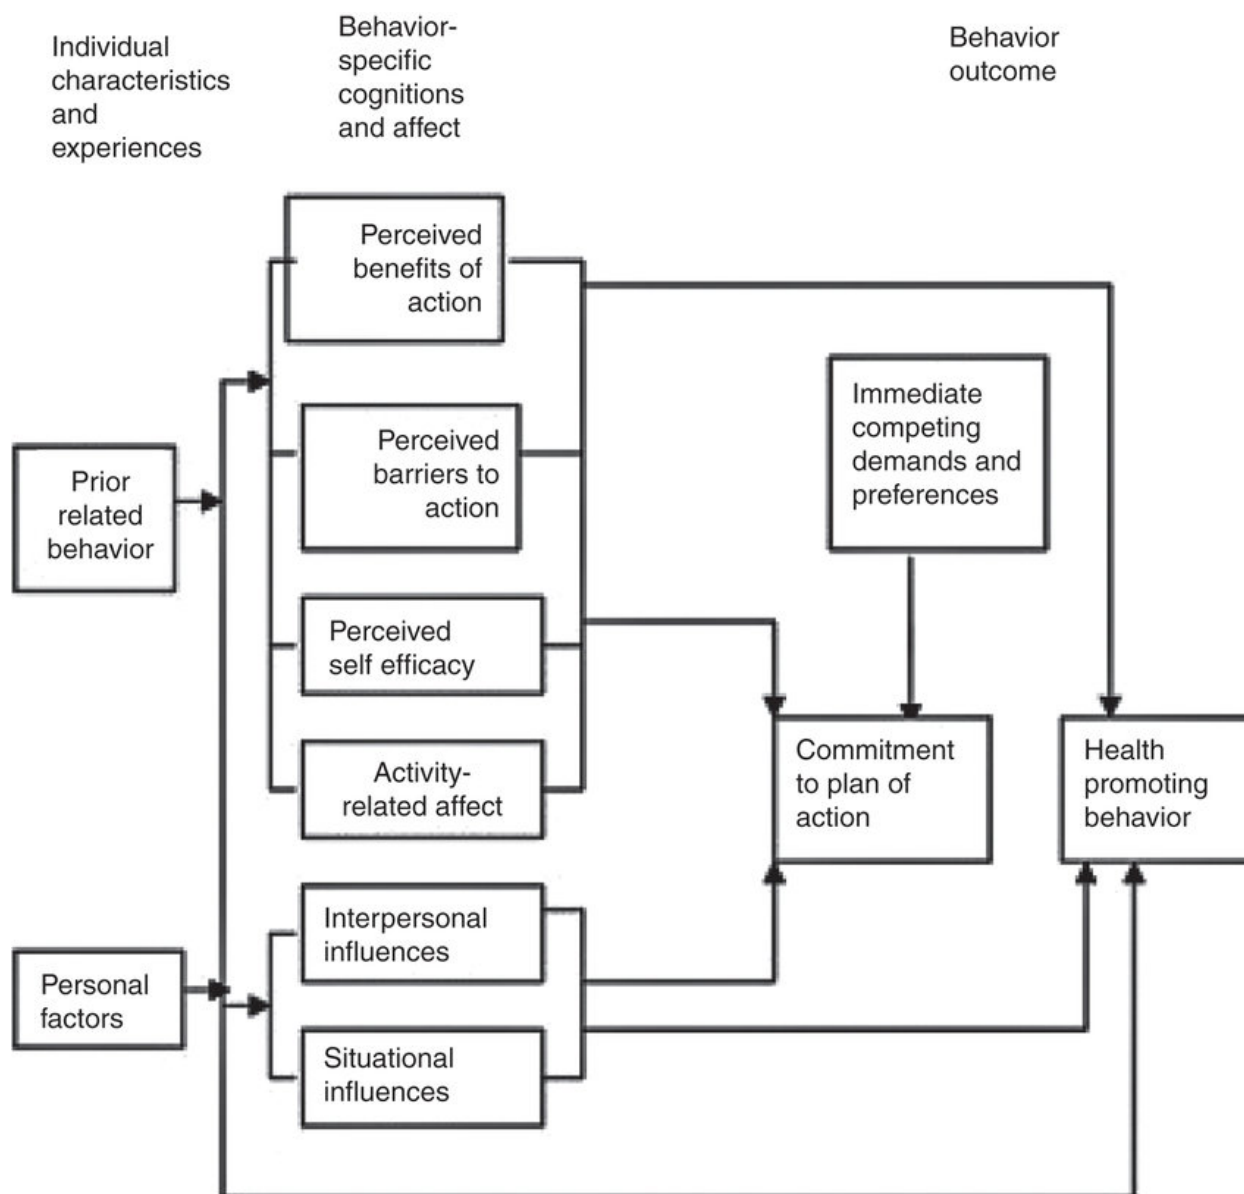 Individual
characteristics
and
experiences
Behavior-
specific
cognitions
and affect
Behavior
outcome
Perceived
benefits of
action
Immediate
competing
demands and
preferences
Perceived
barriers to
action
Prior
related
behavior
Perceived
self efficacy
Activity-
related affect
Commitment
to plan of
action
Health
promoting
behavior
Interpersonal
influences
Personal
factors
Situational
influences